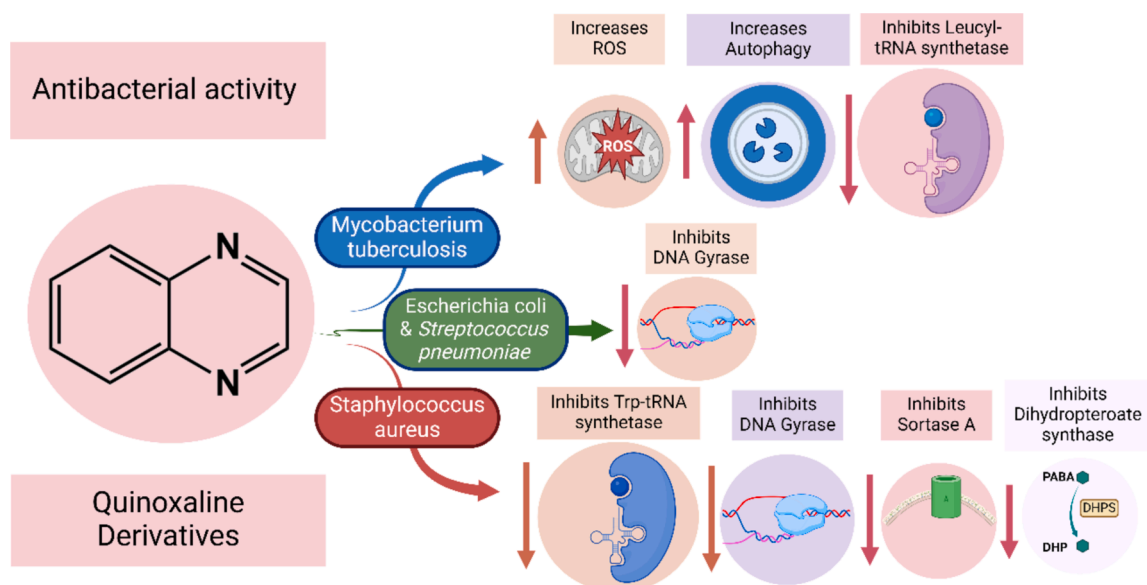 Antibacterial activity
N
N
Quinoxaline
Derivatives
Mycobacterium
tuberculosis
Increases
ROS
ROS
Increases
Autophagy
Inhibits Leucyl-
tRNA synthetase
Escherichia coli
& Streptococcus
pneumoniae
Inhibits
DNA Gyrase
Staphylococcus
aureus
Inhibits Trp-tRNA
synthetase
Inhibits
DNA Gyrase
Inhibits
Sortase A
A
Inhibits
Dihydropteroate
synthase
PABA
DHPS
DHP